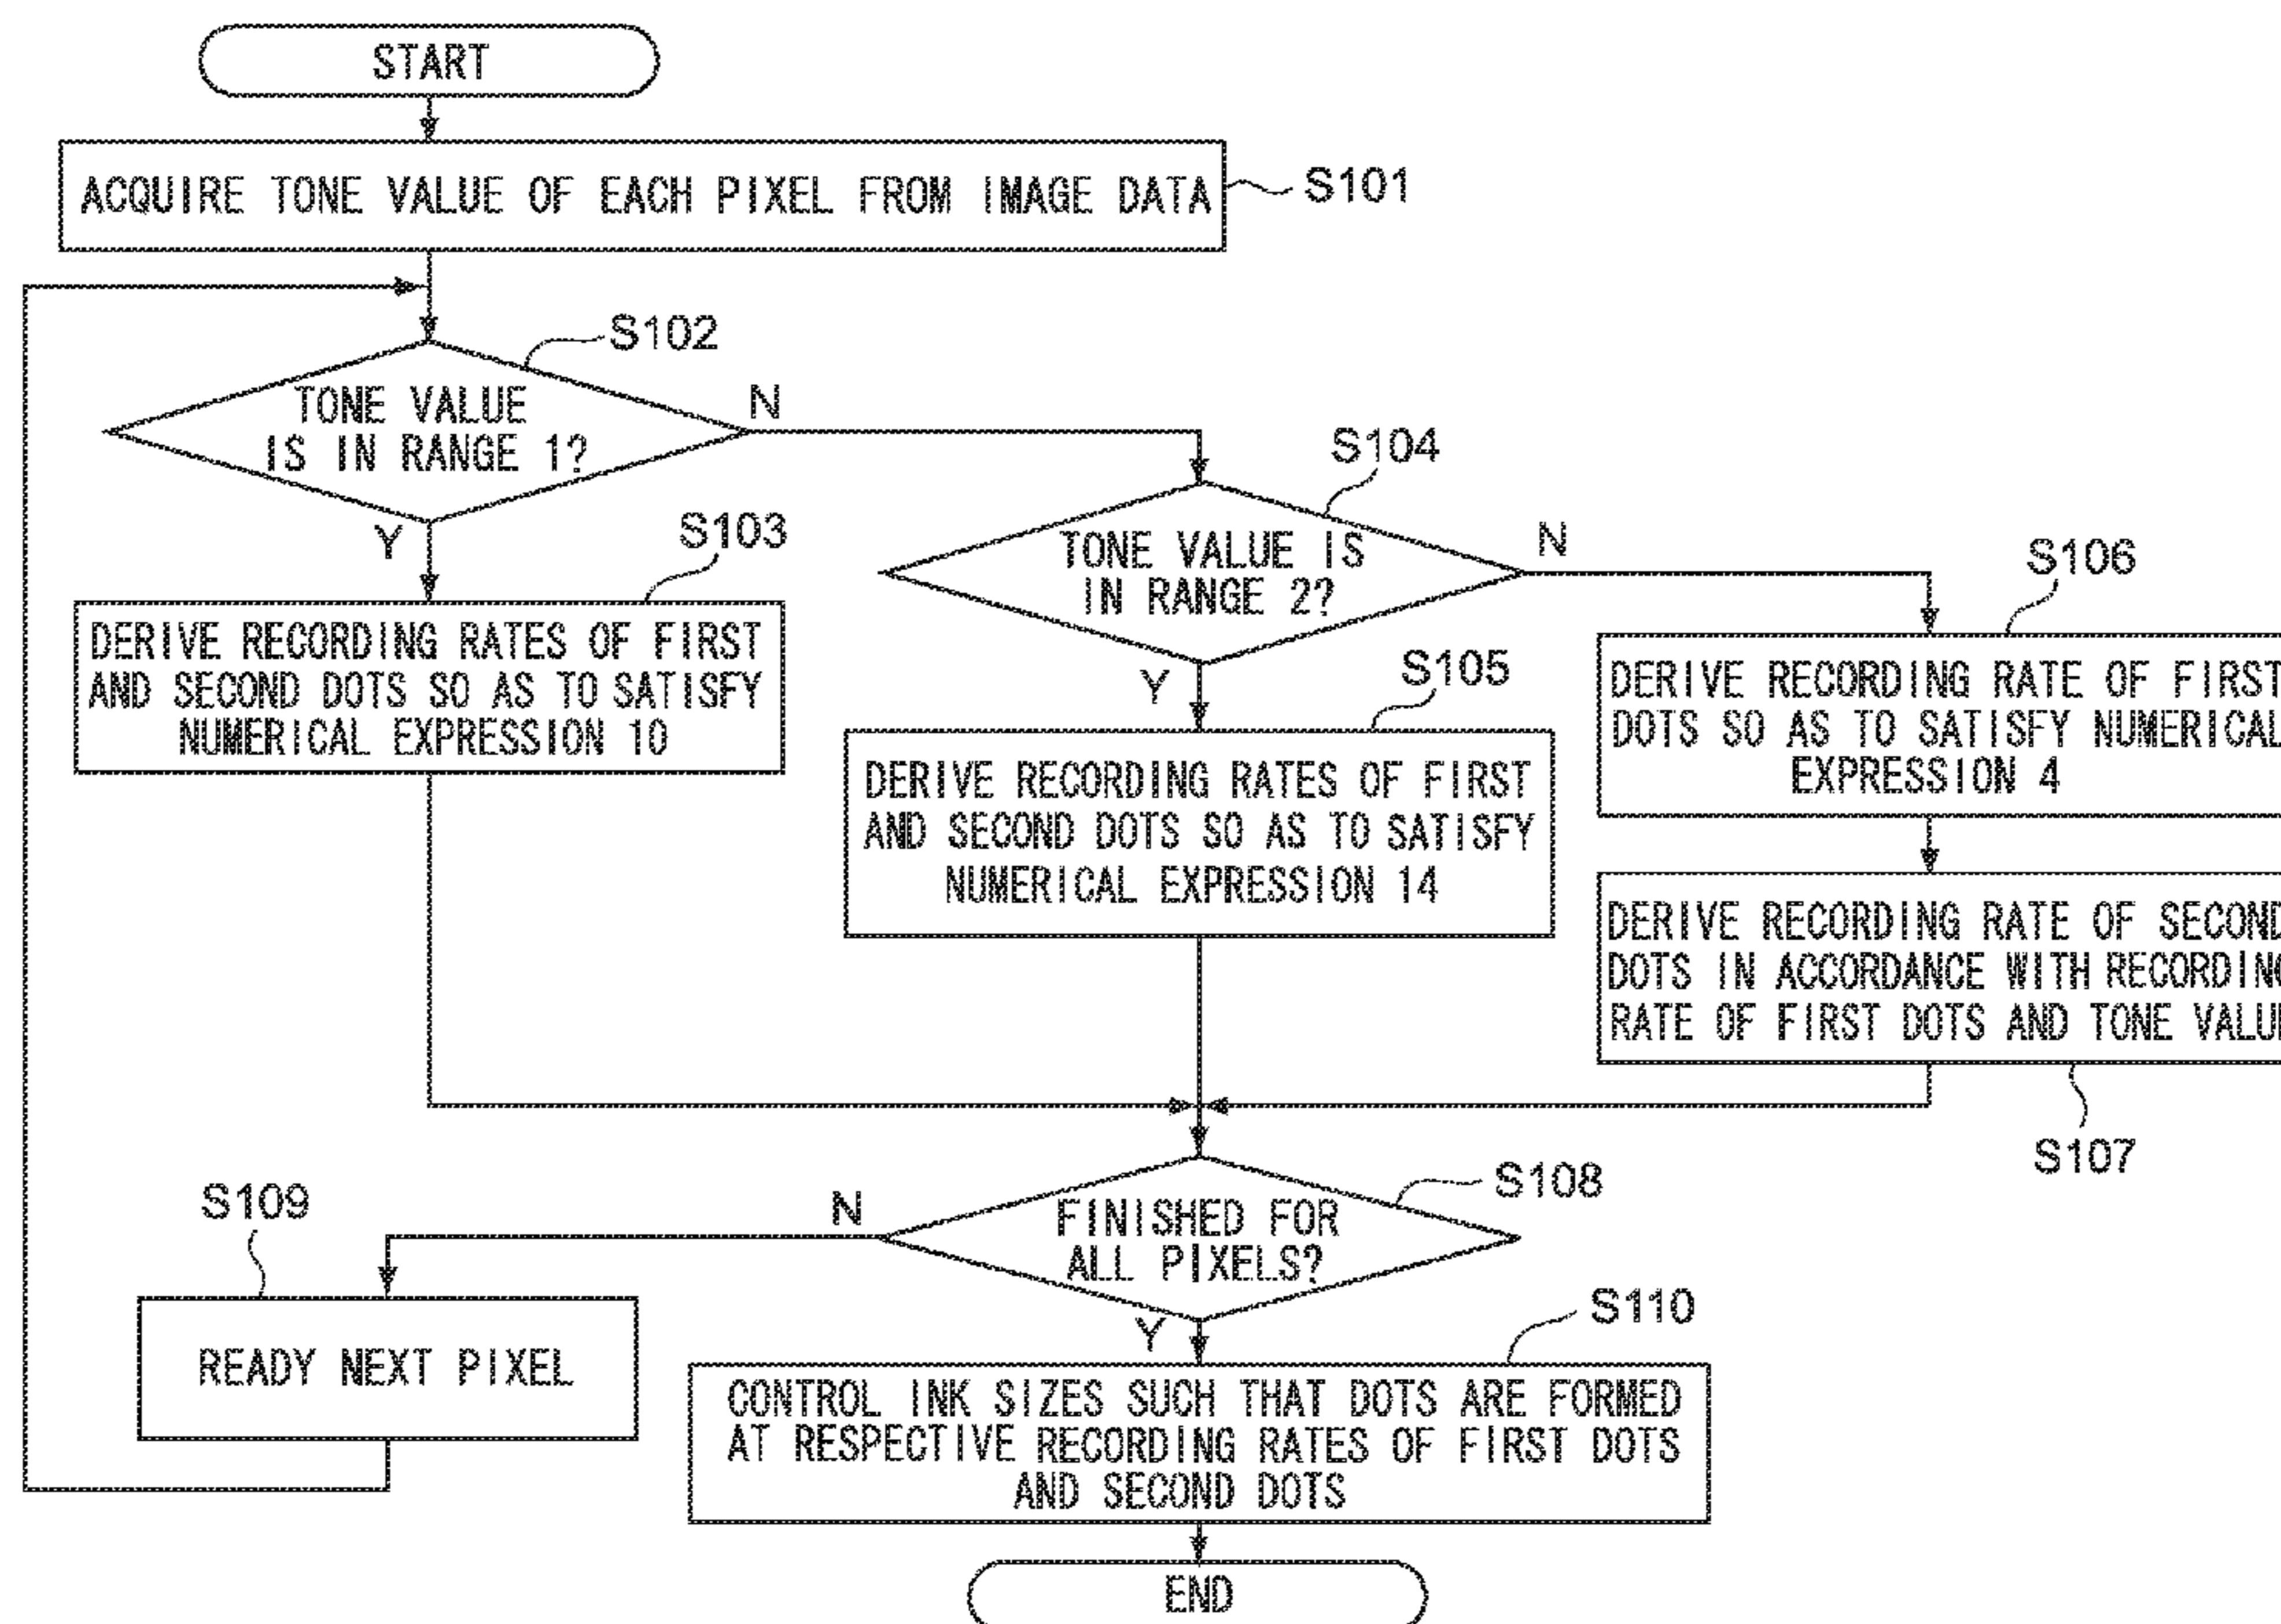 START
ACQUIRE TONE VALUE OF EACH PIXEL FROM IMAGE DATA
S101
S102
TONE VALUE
IS IN RANGE 1?
N
Y
S103
DERIVE RECORDING RATES OF FIRST
AND SECOND DOTS SO AS TO SATISFY
NUMERICAL EXPRESSION 10
S104
TONE VALUE IS
IN RANGE 2?
N
Y
S105
DERIVE RECORDING RATES OF FIRST
AND SECOND DOTS SO AS TO SATISFY
NUMERICAL EXPRESSION 14
S106
DERIVE RECORDING RATE OF FIRST
DOTS SO AS TO SATISFY NUMERICAL
EXPRESSION 4
DERIVE RECORDING RATE OF SECOND
DOTS IN ACCORDANCE WITH RECORDING
RATE OF FIRST DOTS AND TONE VALUE
S107
S108
FINISHED FOR
ALL PIXELS?
N
Y
S109
READY NEXT PIXEL
S110
CONTROL INK SIZES SUCH THAT DOTS ARE FORMED
AT RESPECTIVE RECORDING RATES OF FIRST DOTS
AND SECOND DOTS
END